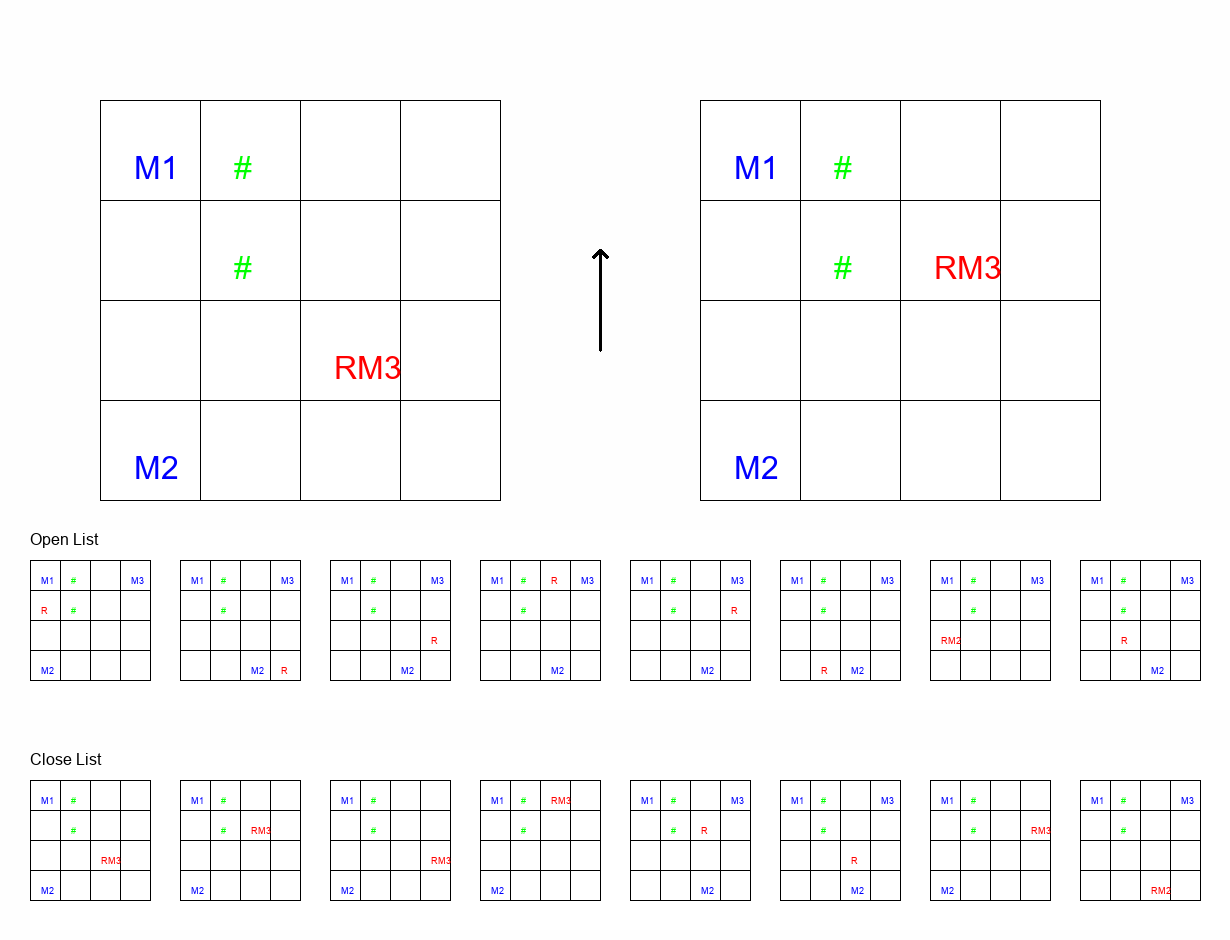 M1 # M1 #
# # RM3
RM3
M2 M2
Open List
M1 # M3 M1 # M3 M1 # M3 M1 # R M3 M1 # M3 M1 # M3 M1 # M3 M1 # M3
R # # # # # R # # #
R RM2 R
M2 M2 R M2 M2 M2 R M2 M2
Close List
M1 # M1 # M1 # M1 # RM3 M1 # M3 M1 # M3 M1 # M1 # M3
# # RM3 # # # R # # RM3 #
RM3 RM3 R
M2 M2 M2 M2 M2 M2 M2 RM2